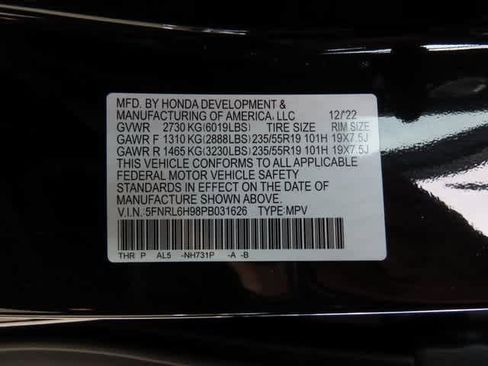 MFD. BY HONDA DEVELOPMENT &
MANUFACTURING OF AMERICA, LLC 12/22
GVWR 2730 KG(6019LBS) TIRE SIZE RIM SIZE
GAWR F 1310 KG(2888LBS) 235/55R19 101H 19X7.5J
GAWR R 1465 KG(3230LBS) 235/55R19 101H 19X7.5J
THIS VEHICLE CONFORMS TO ALL APPLICABLE
FEDERAL MOTOR VEHICLE SAFETY
STANDARDS IN EFFECT ON THE DATE OF
MANUFACTURE SHOWN ABOVE.
V.I.N. 5FNRL6H98PB031626 TYPE:MPV
THR P AL5 -NH731P -A -B